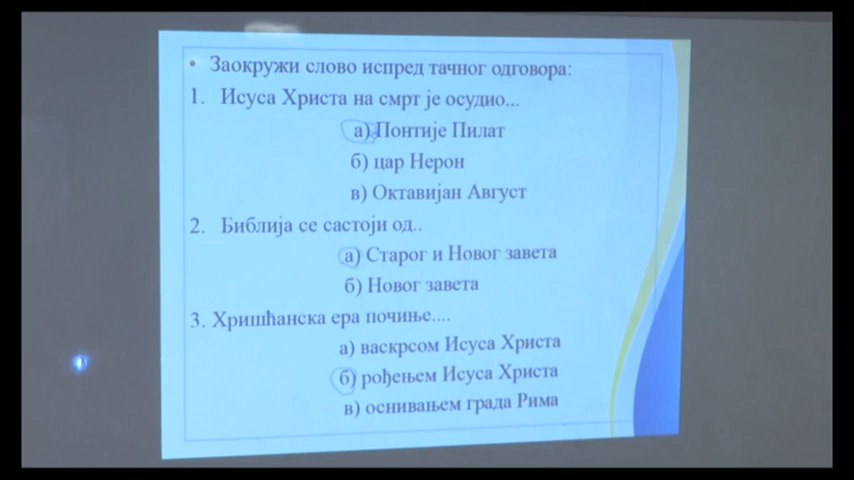 • Заокружи слово испред тачног одговора:
1. Исуса Христа на смрт је осудио...
а) Понтије Пилат
б) цар Нерон
в) Октавијан Август
2. Библија се састоји од..
а) Старог и Новог завета
б) Новог завета
3. Хришћанска ера почиње....
а) васкрсом Исуса Христа
б) рођењем Исуса Христа
в) оснивањем града Рима